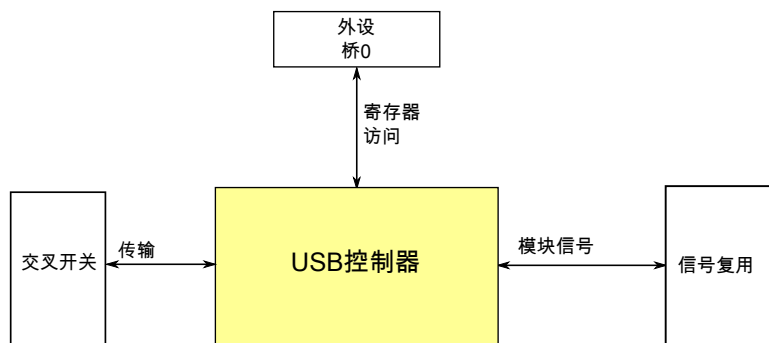 外设
桥0
寄存器
访问
交叉开关
传输
USB控制器
模块信号
信号复用